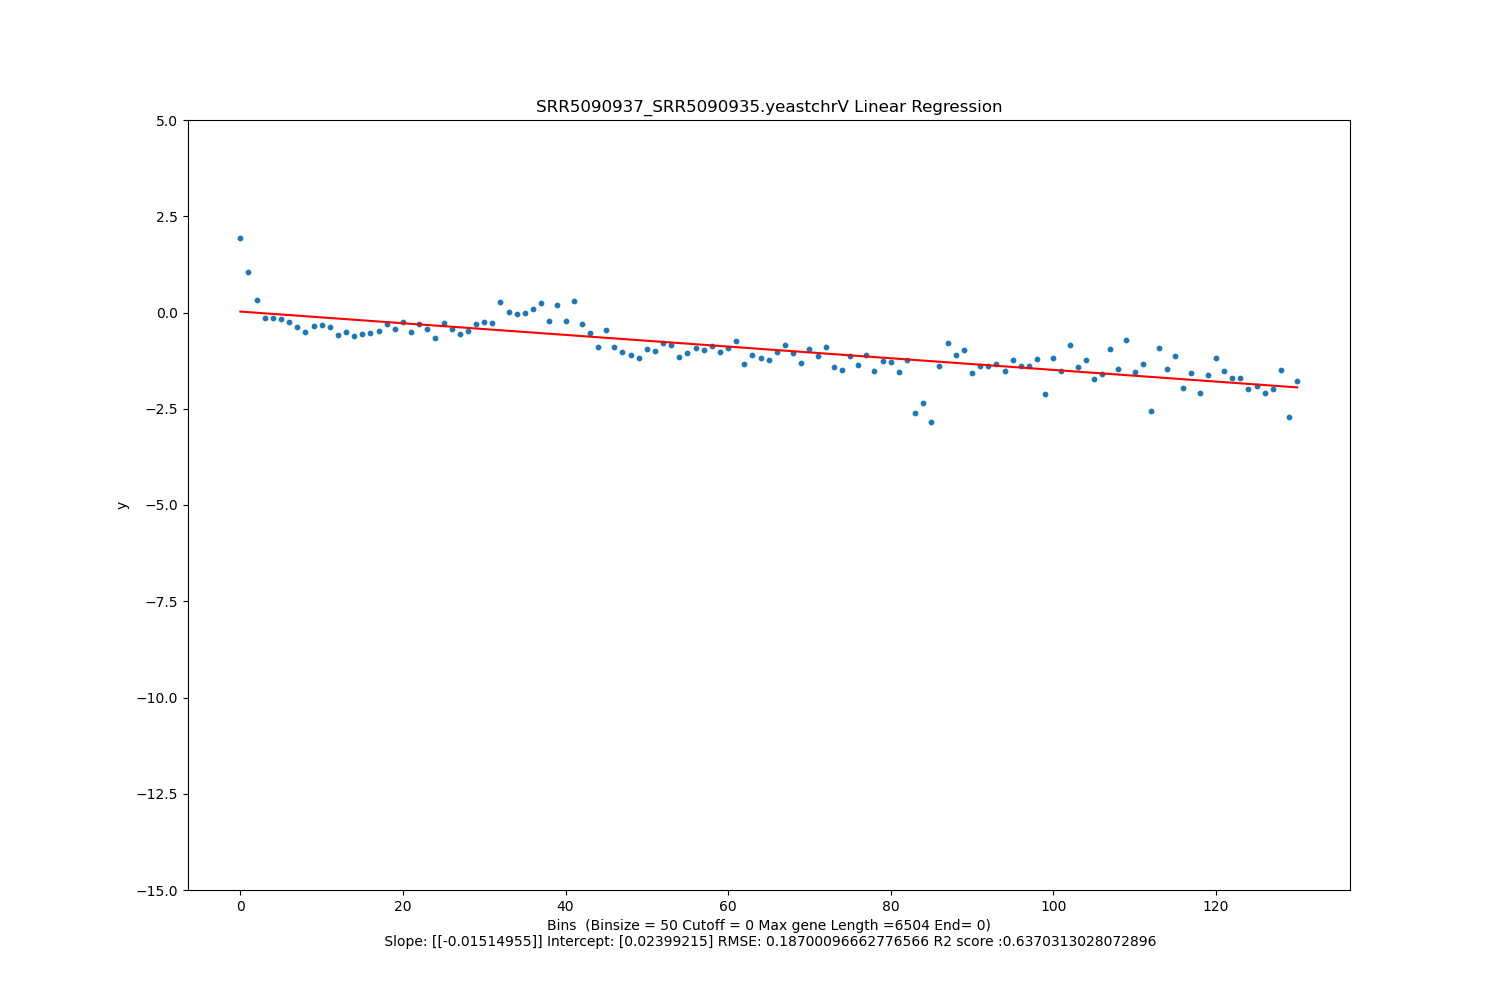 SRR5090937_SRR5090935.yeastchrV Linear Regression
5.0
2.5
0.0
−2.5
−5.0
−7.5
−10.0
−12.5
−15.0
y
0 20 40 60 80 100 120
Bins  (Binsize = 50 Cutoff = 0 Max gene Length =6504 End= 0)
Slope: [[-0.01514955]] Intercept: [0.02399215] RMSE: 0.18700096662776566 R2 score :0.6370313028072896